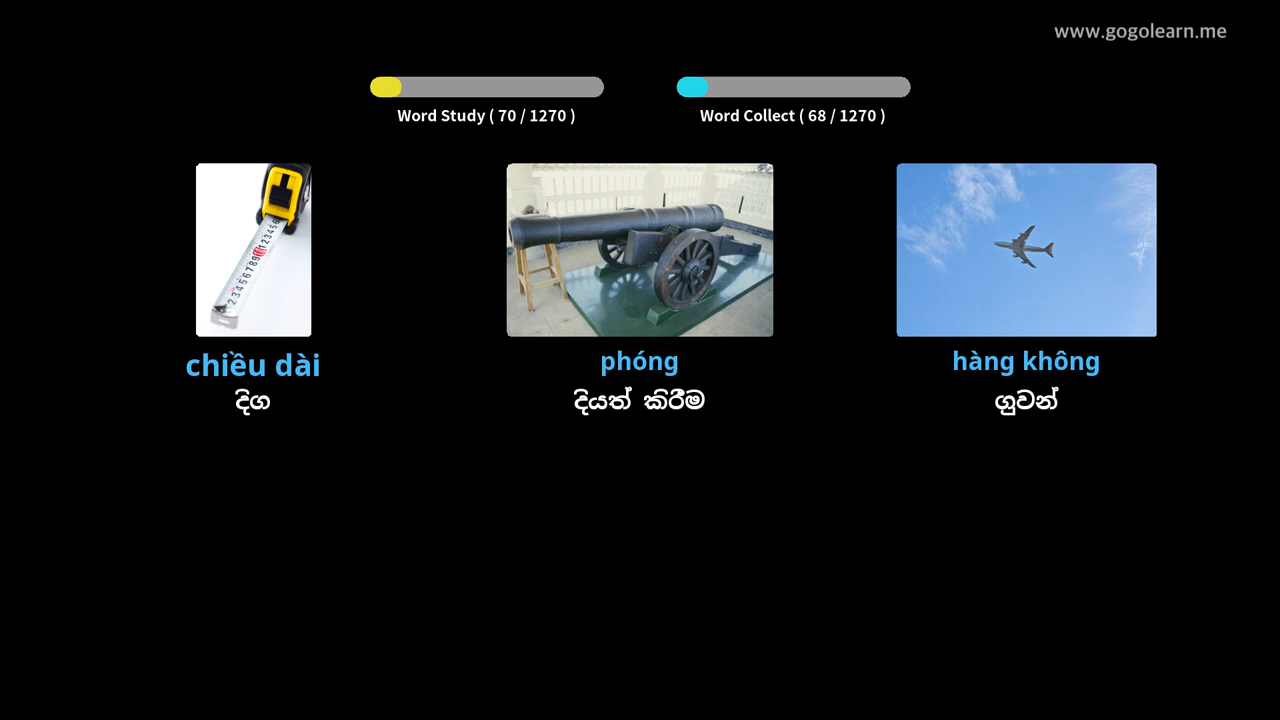 www.gogolearn.me
Word Study ( 70 / 1270 )
Word Collect ( 68 / 1270 )
chiều dài
දිග
phóng
දියත් කිරීම
hàng không
ගුවන්